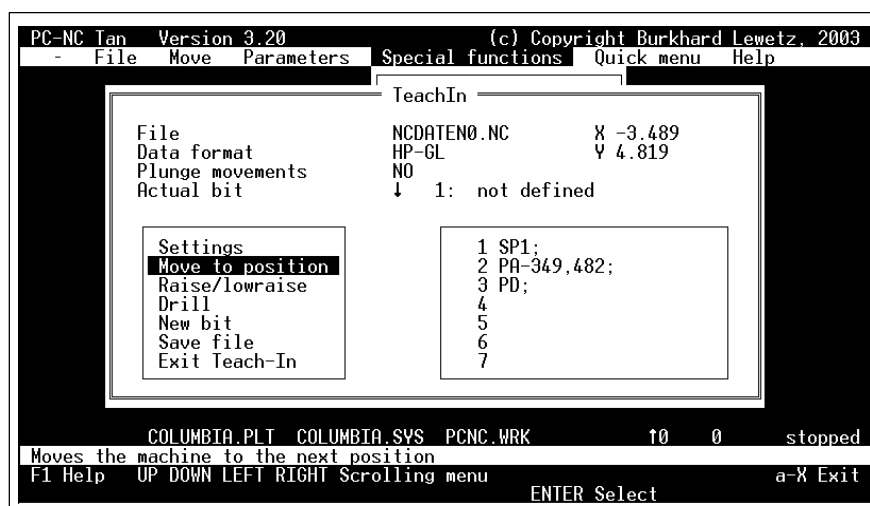 PC-NC Tan Version 3.20 (c) Copyright Burkhard Lewetz, 2003
- File Move Parameters Special functions Quick menu Help
TeachIn
File NCDATEN0.NC X -3.489
Data format HP-GL Y 4.819
Plunge movements NO
Actual bit ↓ 1: not defined
Settings
Move to position
Raise/lowraise
Drill
New bit
Save file
Exit Teach-In
1 SP1;
2 PA-349,482;
3 PD;
4
5
6
7
COLUMBIA.PLT COLUMBIA.SYS PCNC.WRK ↑0 0 stopped
Moves the machine to the next position
F1 Help UP DOWN LEFT RIGHT Scrolling menu a-X Exit
ENTER Select